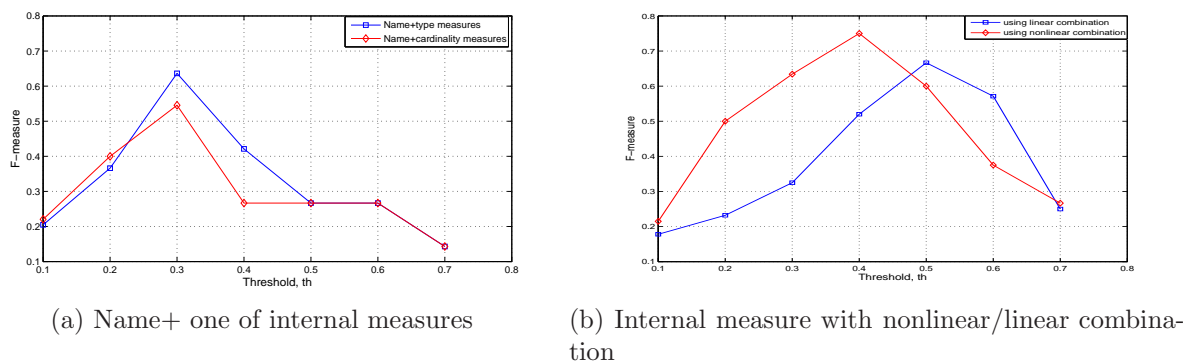 0.8
0.7
0.6
0.5
0.4
0.3
0.2
0.1
F−measure
Name+type measures
Name+cardinality measures
0.1 0.2 0.3 0.4 0.5 0.6 0.7 0.8
Threshold, th
(a) Name+ one of internal measures
0.8
0.7
0.6
0.5
0.4
0.3
0.2
0.1
F−measure
using linear combination
using nonlinear combination
0.1 0.2 0.3 0.4 0.5 0.6 0.7 0.8
Threshold, th
(b) Internal measure with nonlinear/linear combina-
tion